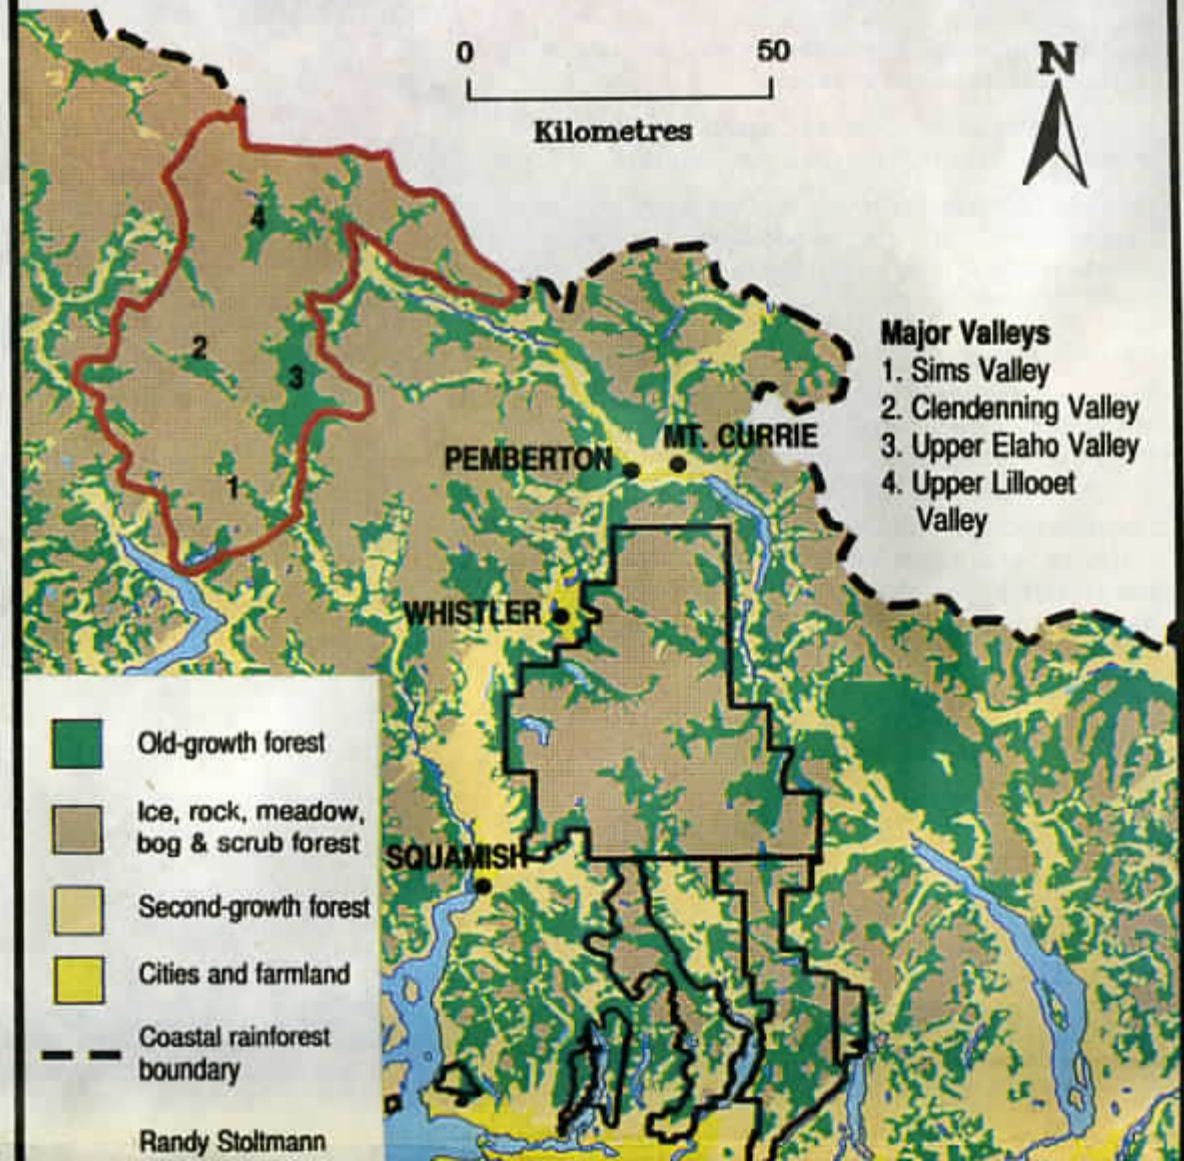 0 50
Kilometres
N
Major Valleys
1. Sims Valley
2. Clendenning Valley
3. Upper Elaho Valley
4. Upper Lillooet
Valley
4
2
3
1
MT. CURRIE
PEMBERTON
WHISTLER
SQUAMISH
Old-growth forest
Ice, rock, meadow,
bog & scrub forest
Second-growth forest
Cities and farmland
Coastal rainforest
boundary
Randy Stoltmann